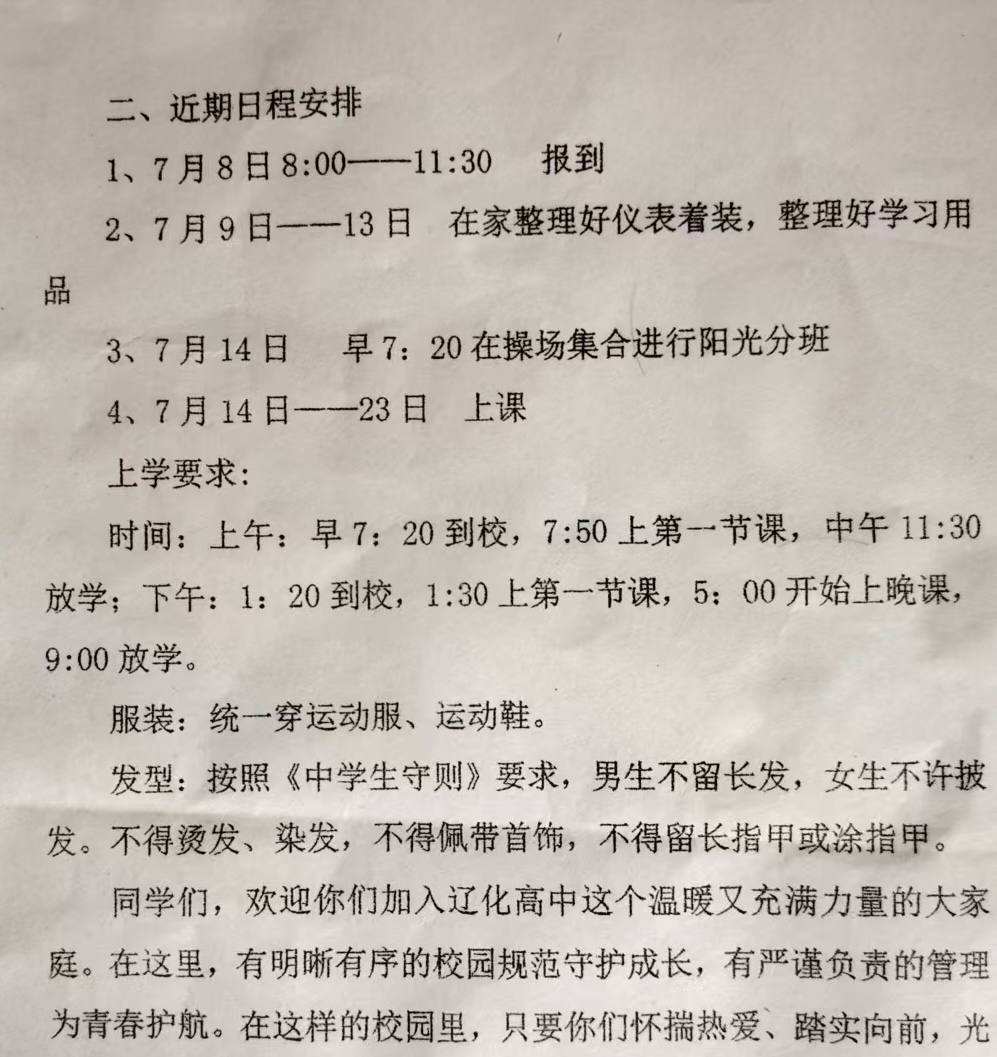 二、近期日程安排
1、7月8日8:00——11:30 报到
2、7月9日——13日 在家整理好仪表着装，整理好学习用
品
3、7月14日 早7：20在操场集合进行阳光分班
4、7月14日——23日 上课
上学要求：
时间：上午：早7；20到校，7:50上第一节课，中午11:30
放学；下午：1：20到校，1:30上第一节课，5；00开始上晚课，
9:00放学。
服装：统一穿运动服、运动鞋。
发型：按照《中学生守则》要求，男生不留长发，女生不许披
发。不得烫发、染发，不得佩带首饰，不得留长指甲或涂指甲。
同学们，欢迎你们加入辽化高中这个温暖又充满力量的大家
庭。在这里，有明晰有序的校园规范守护成长，有严谨负责的管理
为青春护航。在这样的校园里，只要你们怀揣热爱、踏实向前，光